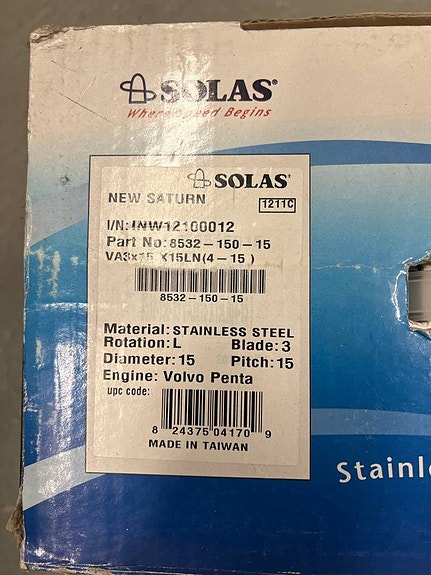 SOLAS®
Where Speed Begins
SOLAS®
NEW SATURN
1211C
I/N: INW12100012
Part No: 8532-150-15
VA3x15 X15LN(4-15 )
8532-150-15
Material: STAINLESS STEEL
Rotation: L Blade: 3
Diameter: 15 Pitch: 15
Engine: Volvo Penta
upc code:
8 24375 04170 9
MADE IN TAIWAN
Stainle